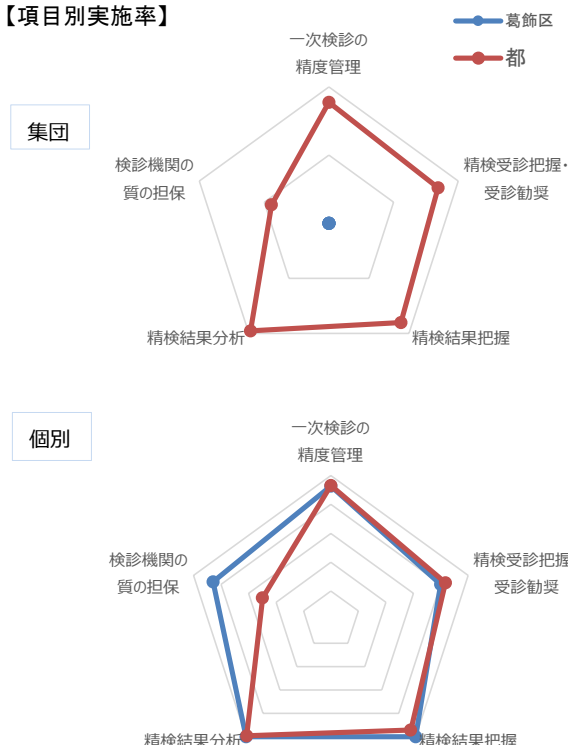 【項目別実施率】
葛飾区
都
集団
一次検診の
精度管理
精検受診把握・
受診勧奨
精検結果把握
精検結果分析
検診機関の
質の担保
個別
一次検診の
精度管理
精検受診把握
受診勧奨
精検結果把握
精検結果分析
検診機関の
質の担保